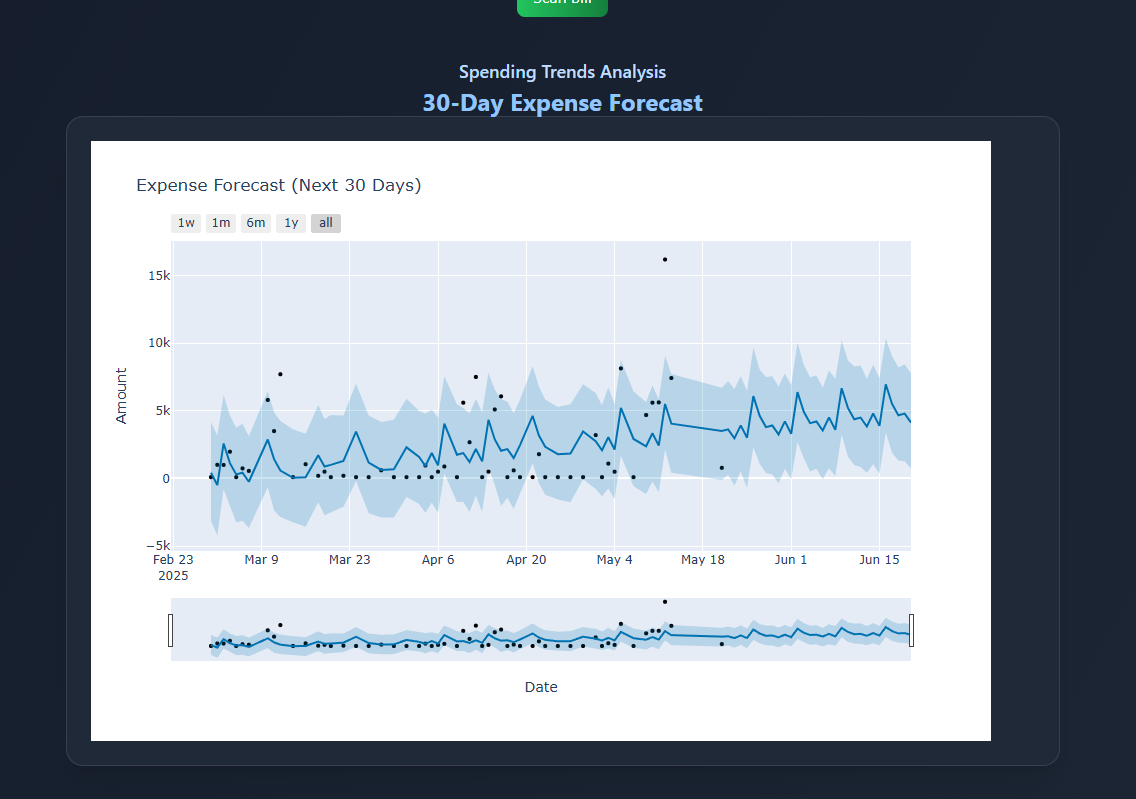 Scan Bill
Spending Trends Analysis
30-Day Expense Forecast
Expense Forecast (Next 30 Days)
1w 1m 6m 1y all
15k
10k
5k
0
−5k
Amount
Feb 23 Mar 9 Mar 23 Apr 6 Apr 20 May 4 May 18 Jun 1 Jun 15
2025
Date